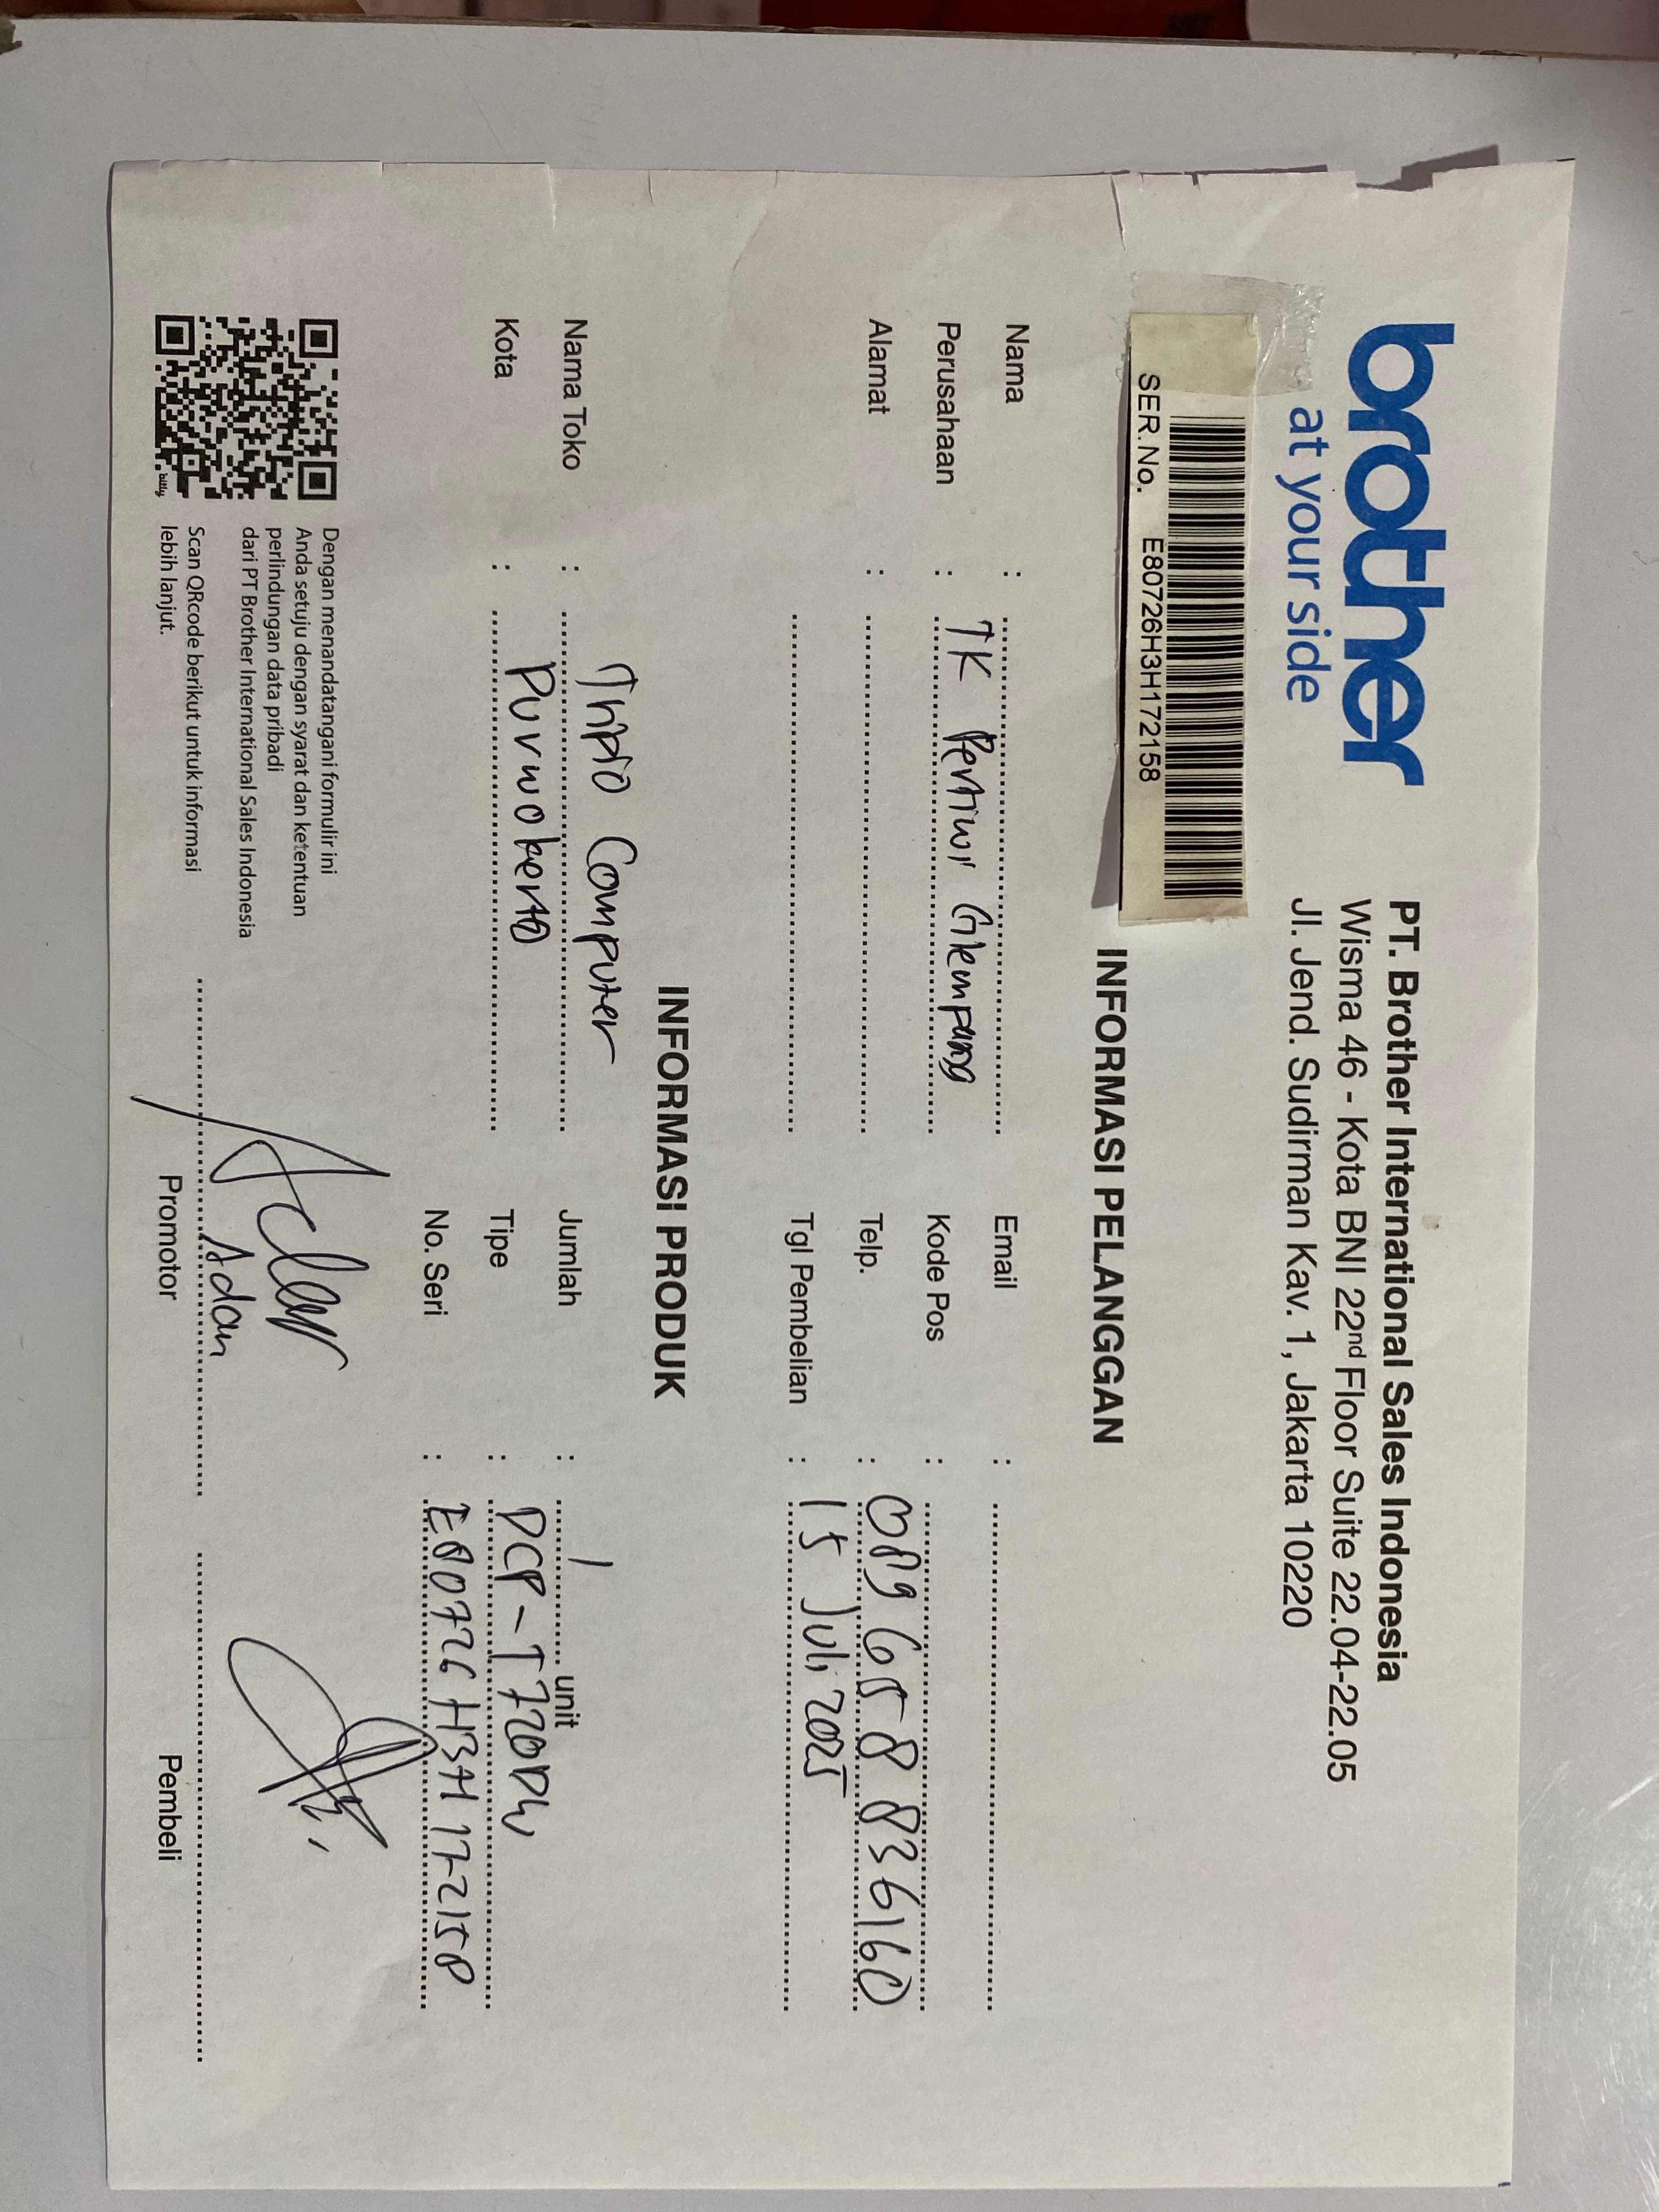 brother
at your side
PT. Brother International Sales Indonesia
Wisma 46 - Kota BNI 22nd Floor Suite 22.04-22.05
Jl. Jend. Sudirman Kav. 1, Jakarta 10220
SER. No. E80726H3H172158
INFORMASI PELANGGAN
Nama :
Perusahaan : TK Pertiwi Glempang
Alamat :
Email :
Kode Pos :
Telp. : 0896 658 836160
Tgl Pembelian : 15 Juli 2025
INFORMASI PRODUK
Nama Toko : Computer
Kota : Purwokerto
Jumlah : 1 unit
Tipe : DCP-T720DW
No. Seri : E80726H3H172158
Dengan menandatangani formulir ini
Anda setuju dengan syarat dan ketentuan
perlindungan data pribadi
dari PT Brother International Sales Indonesia
Scan QRcode berikut untuk informasi
lebih lanjut.
bitly
Adan
Promotor
Pembeli